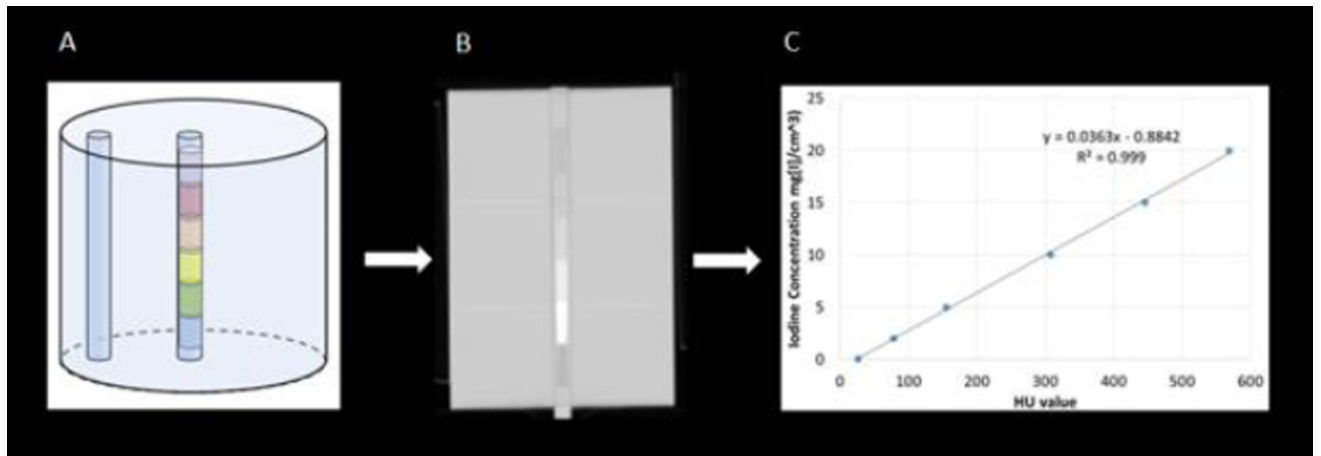 A
B
C
25
20
15
10
5
0
Iodine Concentration mg[I]/cm^3)
y = 0.0363x - 0.8842
R² = 0.999
0 100 200 300 400 500 600
HU value